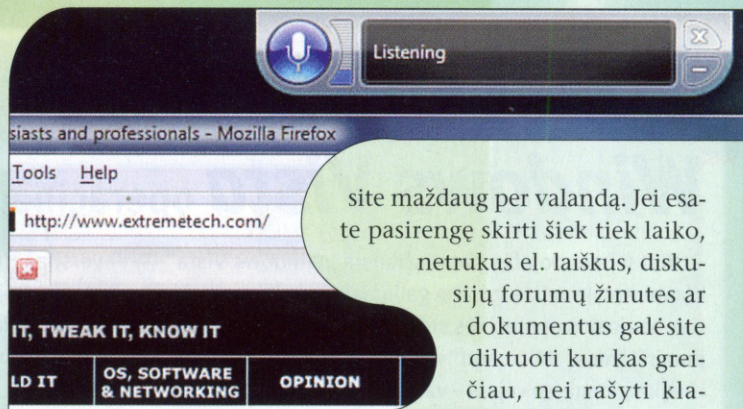 Listening
siasts and professionals - Mozilla Firefox
Tools Help
http://www.extremetech.com/
IT, TWEAK IT, KNOW IT
LD IT
OS, SOFTWARE
& NETWORKING
OPINION
site maždaug per valandą. Jei esa-
te pasirengę skirti šiek tiek laiko,
netrukus el. laiškus, disku-
sijų forumų žinutes ar
dokumentus galėsite
diktuoti kur kas grei-
čiau, nei rašyti kla-